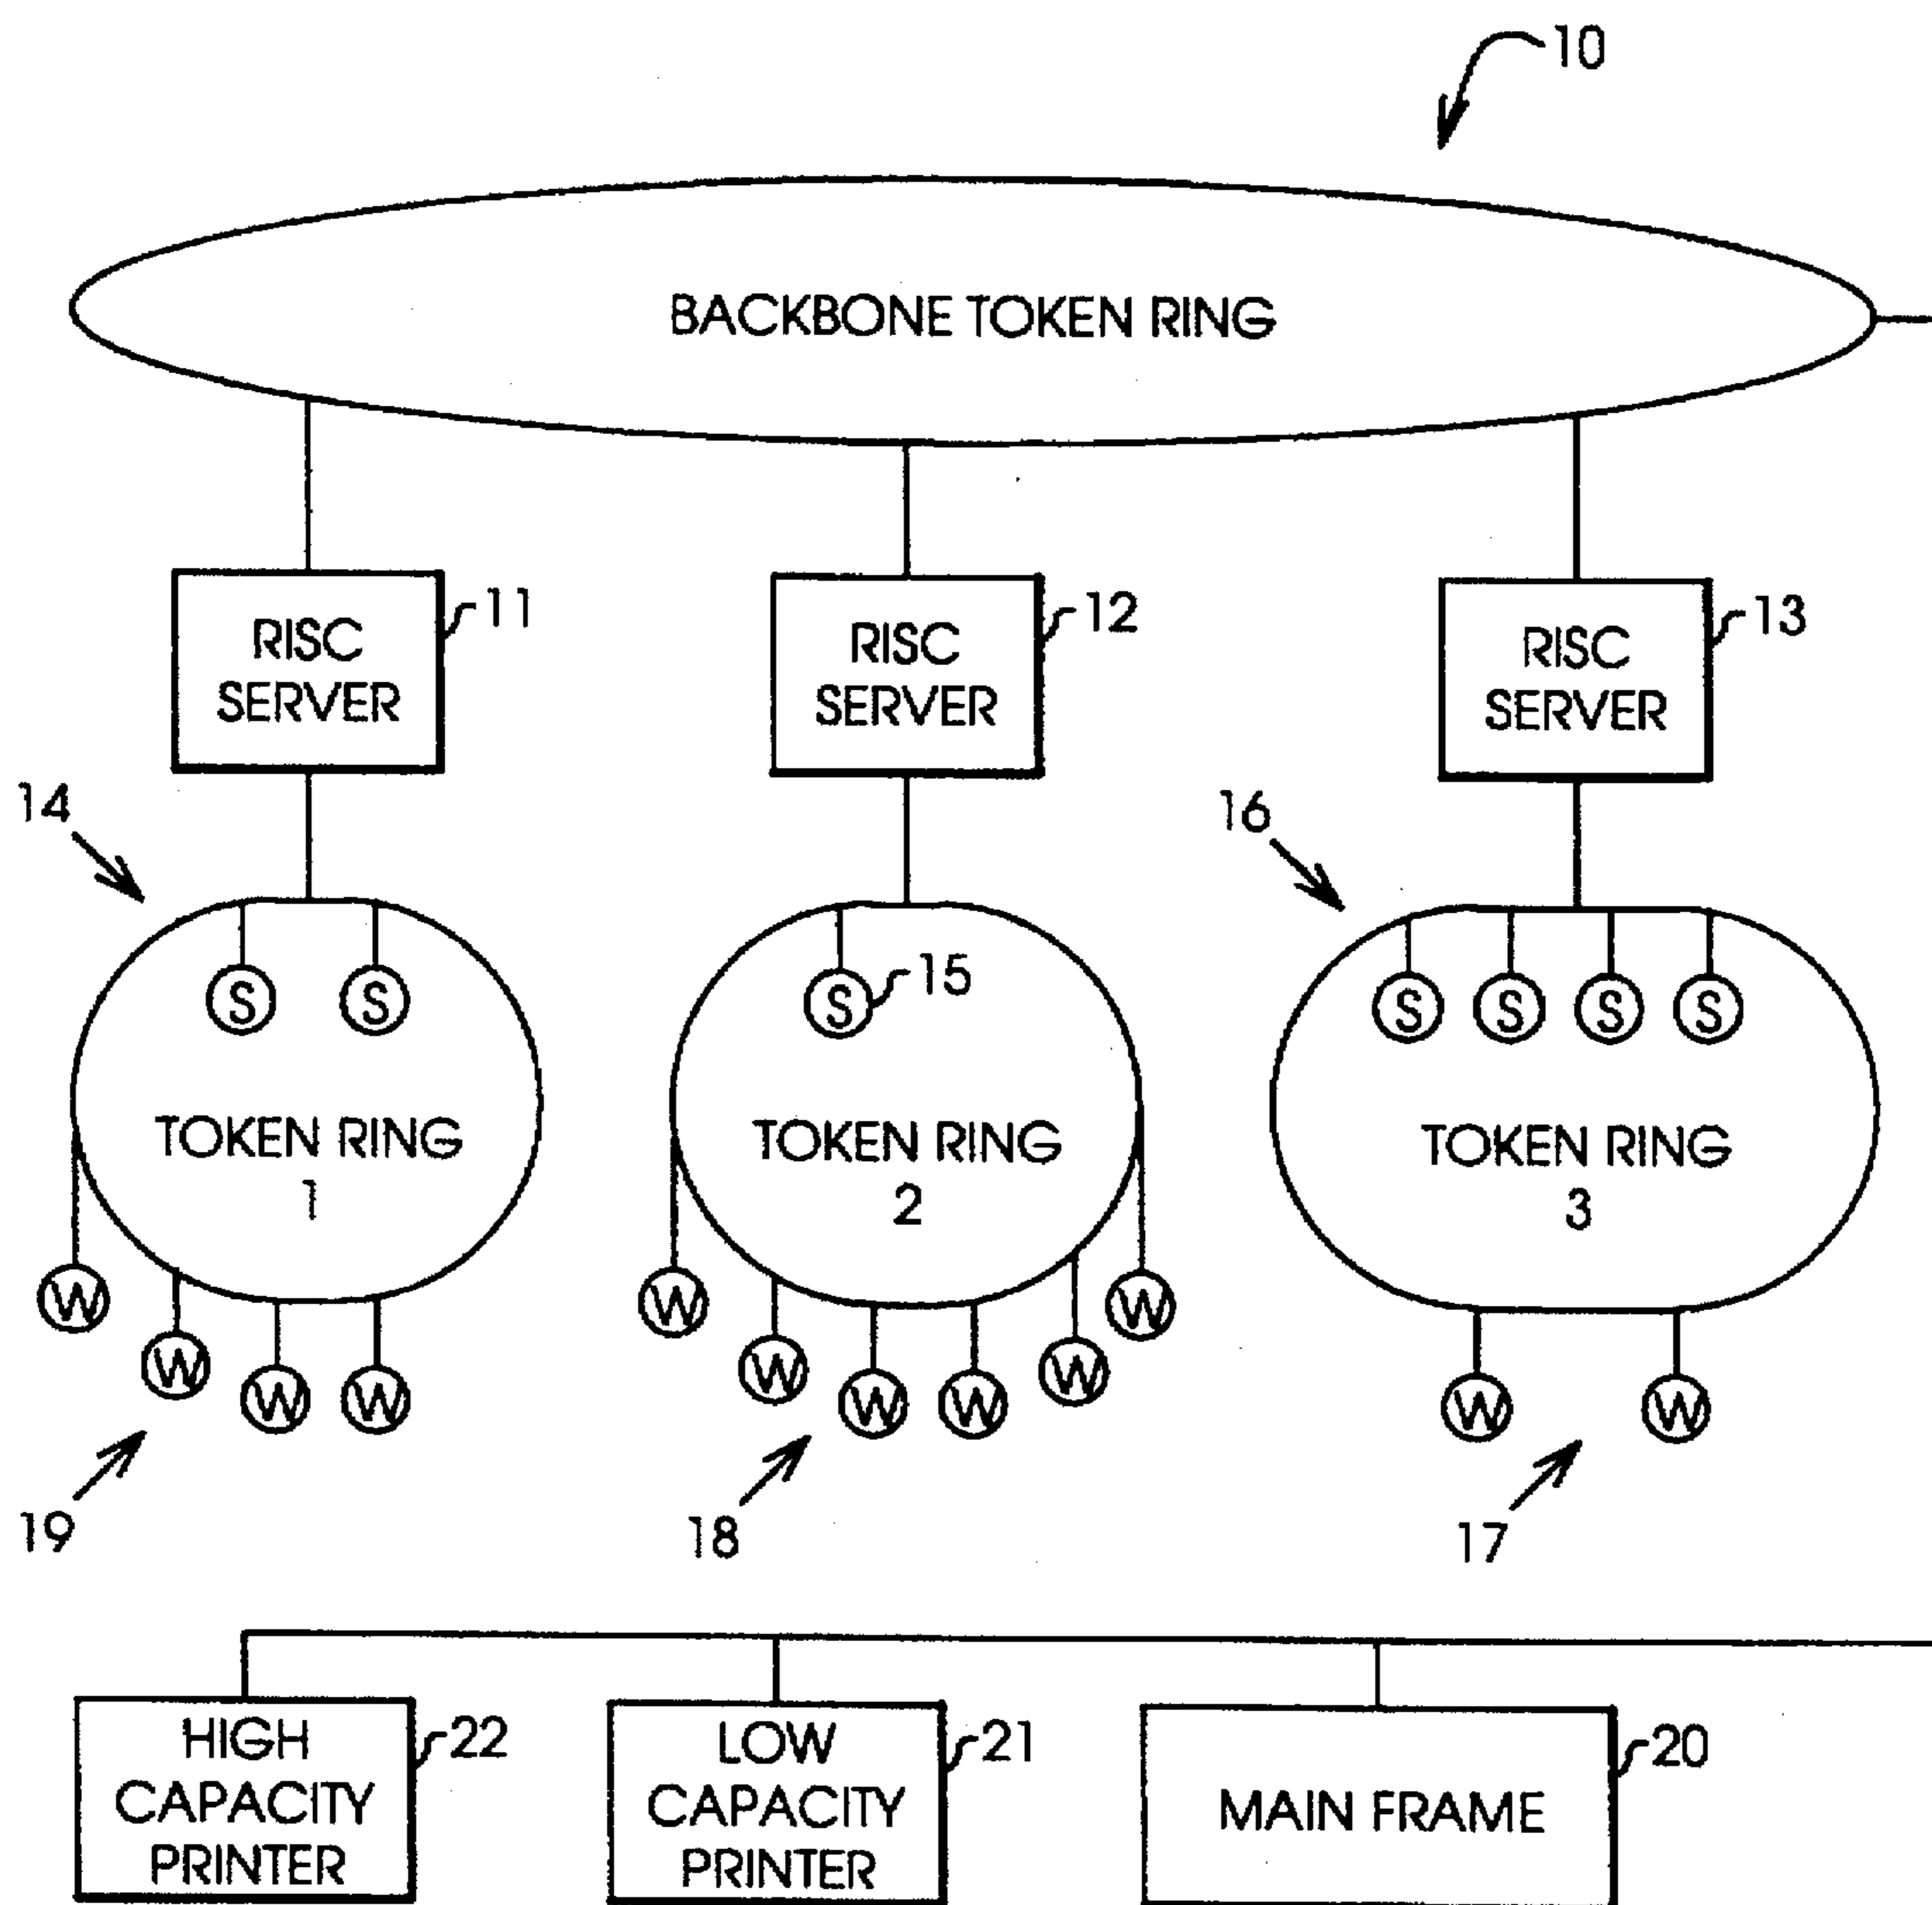 10
BACKBONE TOKEN RING
RISC
SERVER
11
RISC
SERVER
12
RISC
SERVER
13
14
16
S
S
S
15
S
S
S
S
TOKEN RING
1
TOKEN RING
2
TOKEN RING
3
W
W
W
W
W
W
W
W
W
W
W
W
19
18
17
HIGH
CAPACITY
PRINTER
22
LOW
CAPACITY
PRINTER
21
MAIN FRAME
20